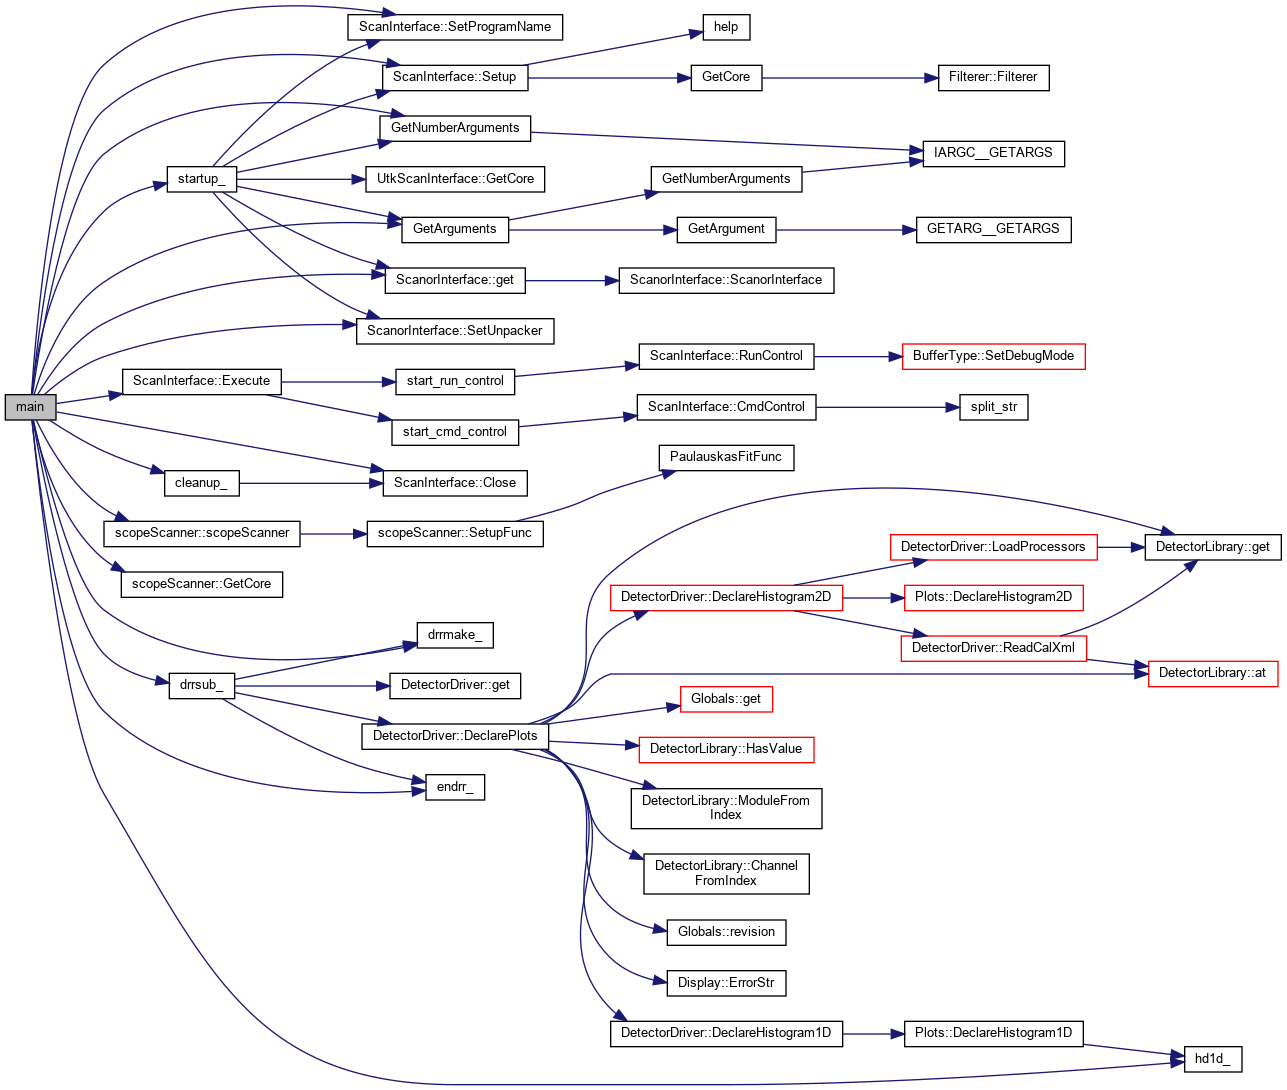 ScanInterface::SetProgramName
help
ScanInterface::Setup
GetCore
Filterer::Filterer
GetNumberArguments
IARGC__GETARGS
startup_
UtkScanInterface::GetCore
GetNumberArguments
GetArguments
GetArgument
GETARG__GETARGS
ScanorInterface::get
ScanorInterface::ScanorInterface
ScanorInterface::SetUnpacker
ScanInterface::RunControl
BufferType::SetDebugMode
ScanInterface::Execute
start_run_control
main
ScanInterface::CmdControl
split_str
start_cmd_control
PaulauskasFitFunc
cleanup_
ScanInterface::Close
scopeScanner::scopeScanner
scopeScanner::SetupFunc
DetectorDriver::LoadProcessors
DetectorLibrary::get
scopeScanner::GetCore
DetectorDriver::DeclareHistogram2D
Plots::DeclareHistogram2D
drrmake_
DetectorDriver::ReadCalXml
DetectorLibrary::at
drrsub_
DetectorDriver::get
Globals::get
DetectorDriver::DeclarePlots
DetectorLibrary::HasValue
endrr_
DetectorLibrary::ModuleFrom
Index
DetectorLibrary::Channel
FromIndex
Globals::revision
Display::ErrorStr
DetectorDriver::DeclareHistogram1D
Plots::DeclareHistogram1D
hd1d_